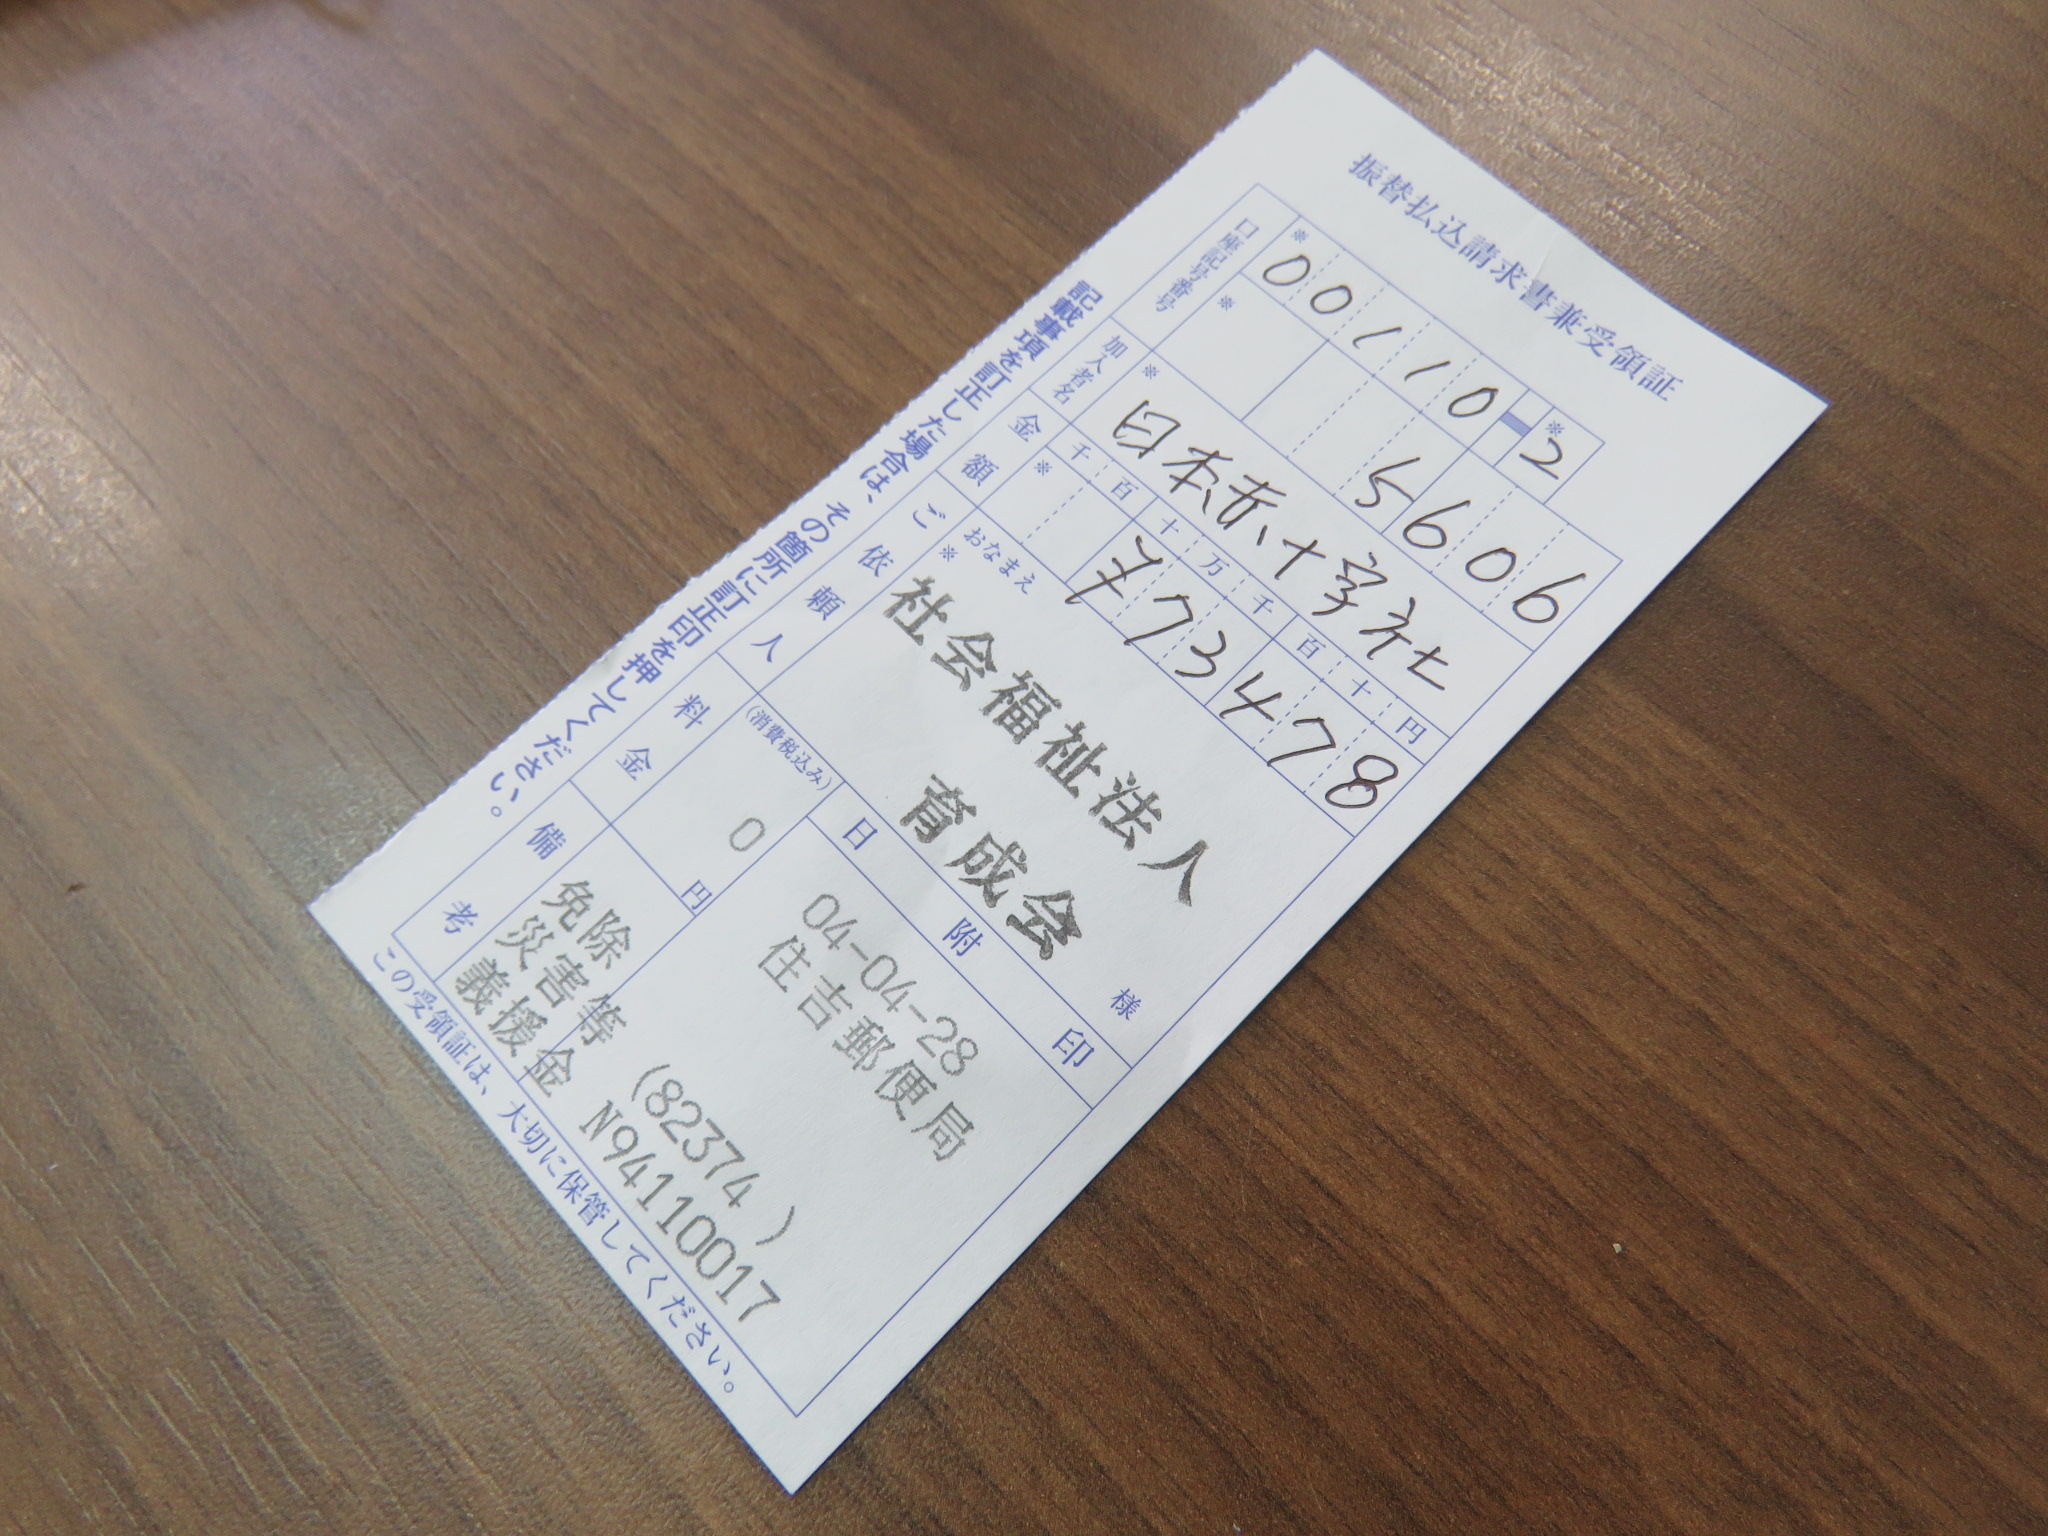 振替払込請求書兼受領証
口座記号番号
※ 00110-※2
※ 5606
加入者名
※ 日本赤十字社
金額
千百十万千百十円
※ ¥73478
ご依頼人
おなまえ
※
社会福祉法人
育成会
様
料金
(消費税込み)
0
円
日附印
04-04-28
住吉郵便局
備考
免除
災害等
義援金
(82374 )
N94110017
記載事項を訂正した場合は、その箇所に訂正印を押してください。
この受領証は、大切に保管してください。